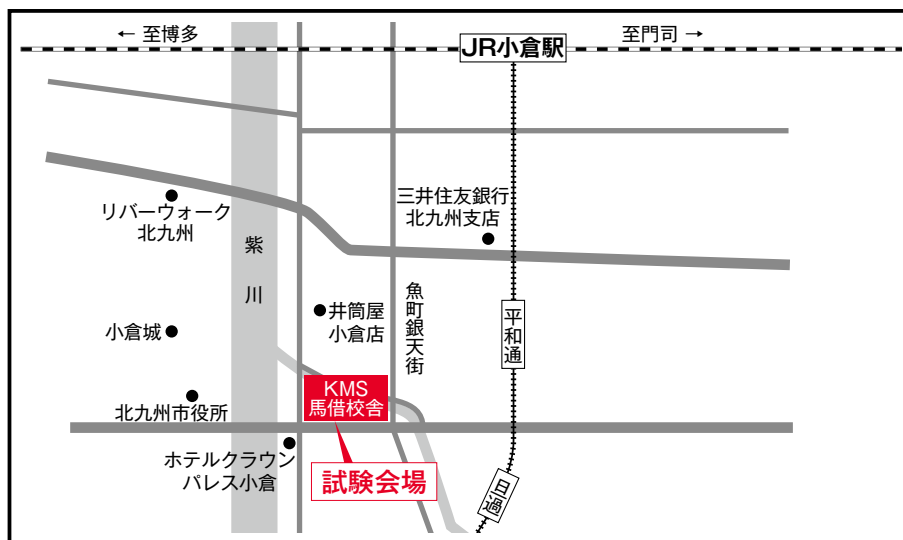 ← 至博多
JR小倉駅
至門司 →
三井住友銀行
北九州支店
リバーウォーク
北九州
紫川
魚町銀天街
井筒屋
小倉店
平和通
小倉城
KMS
馬借校舎
北九州市役所
ホテルクラウン
パレス小倉
試験会場
旦過